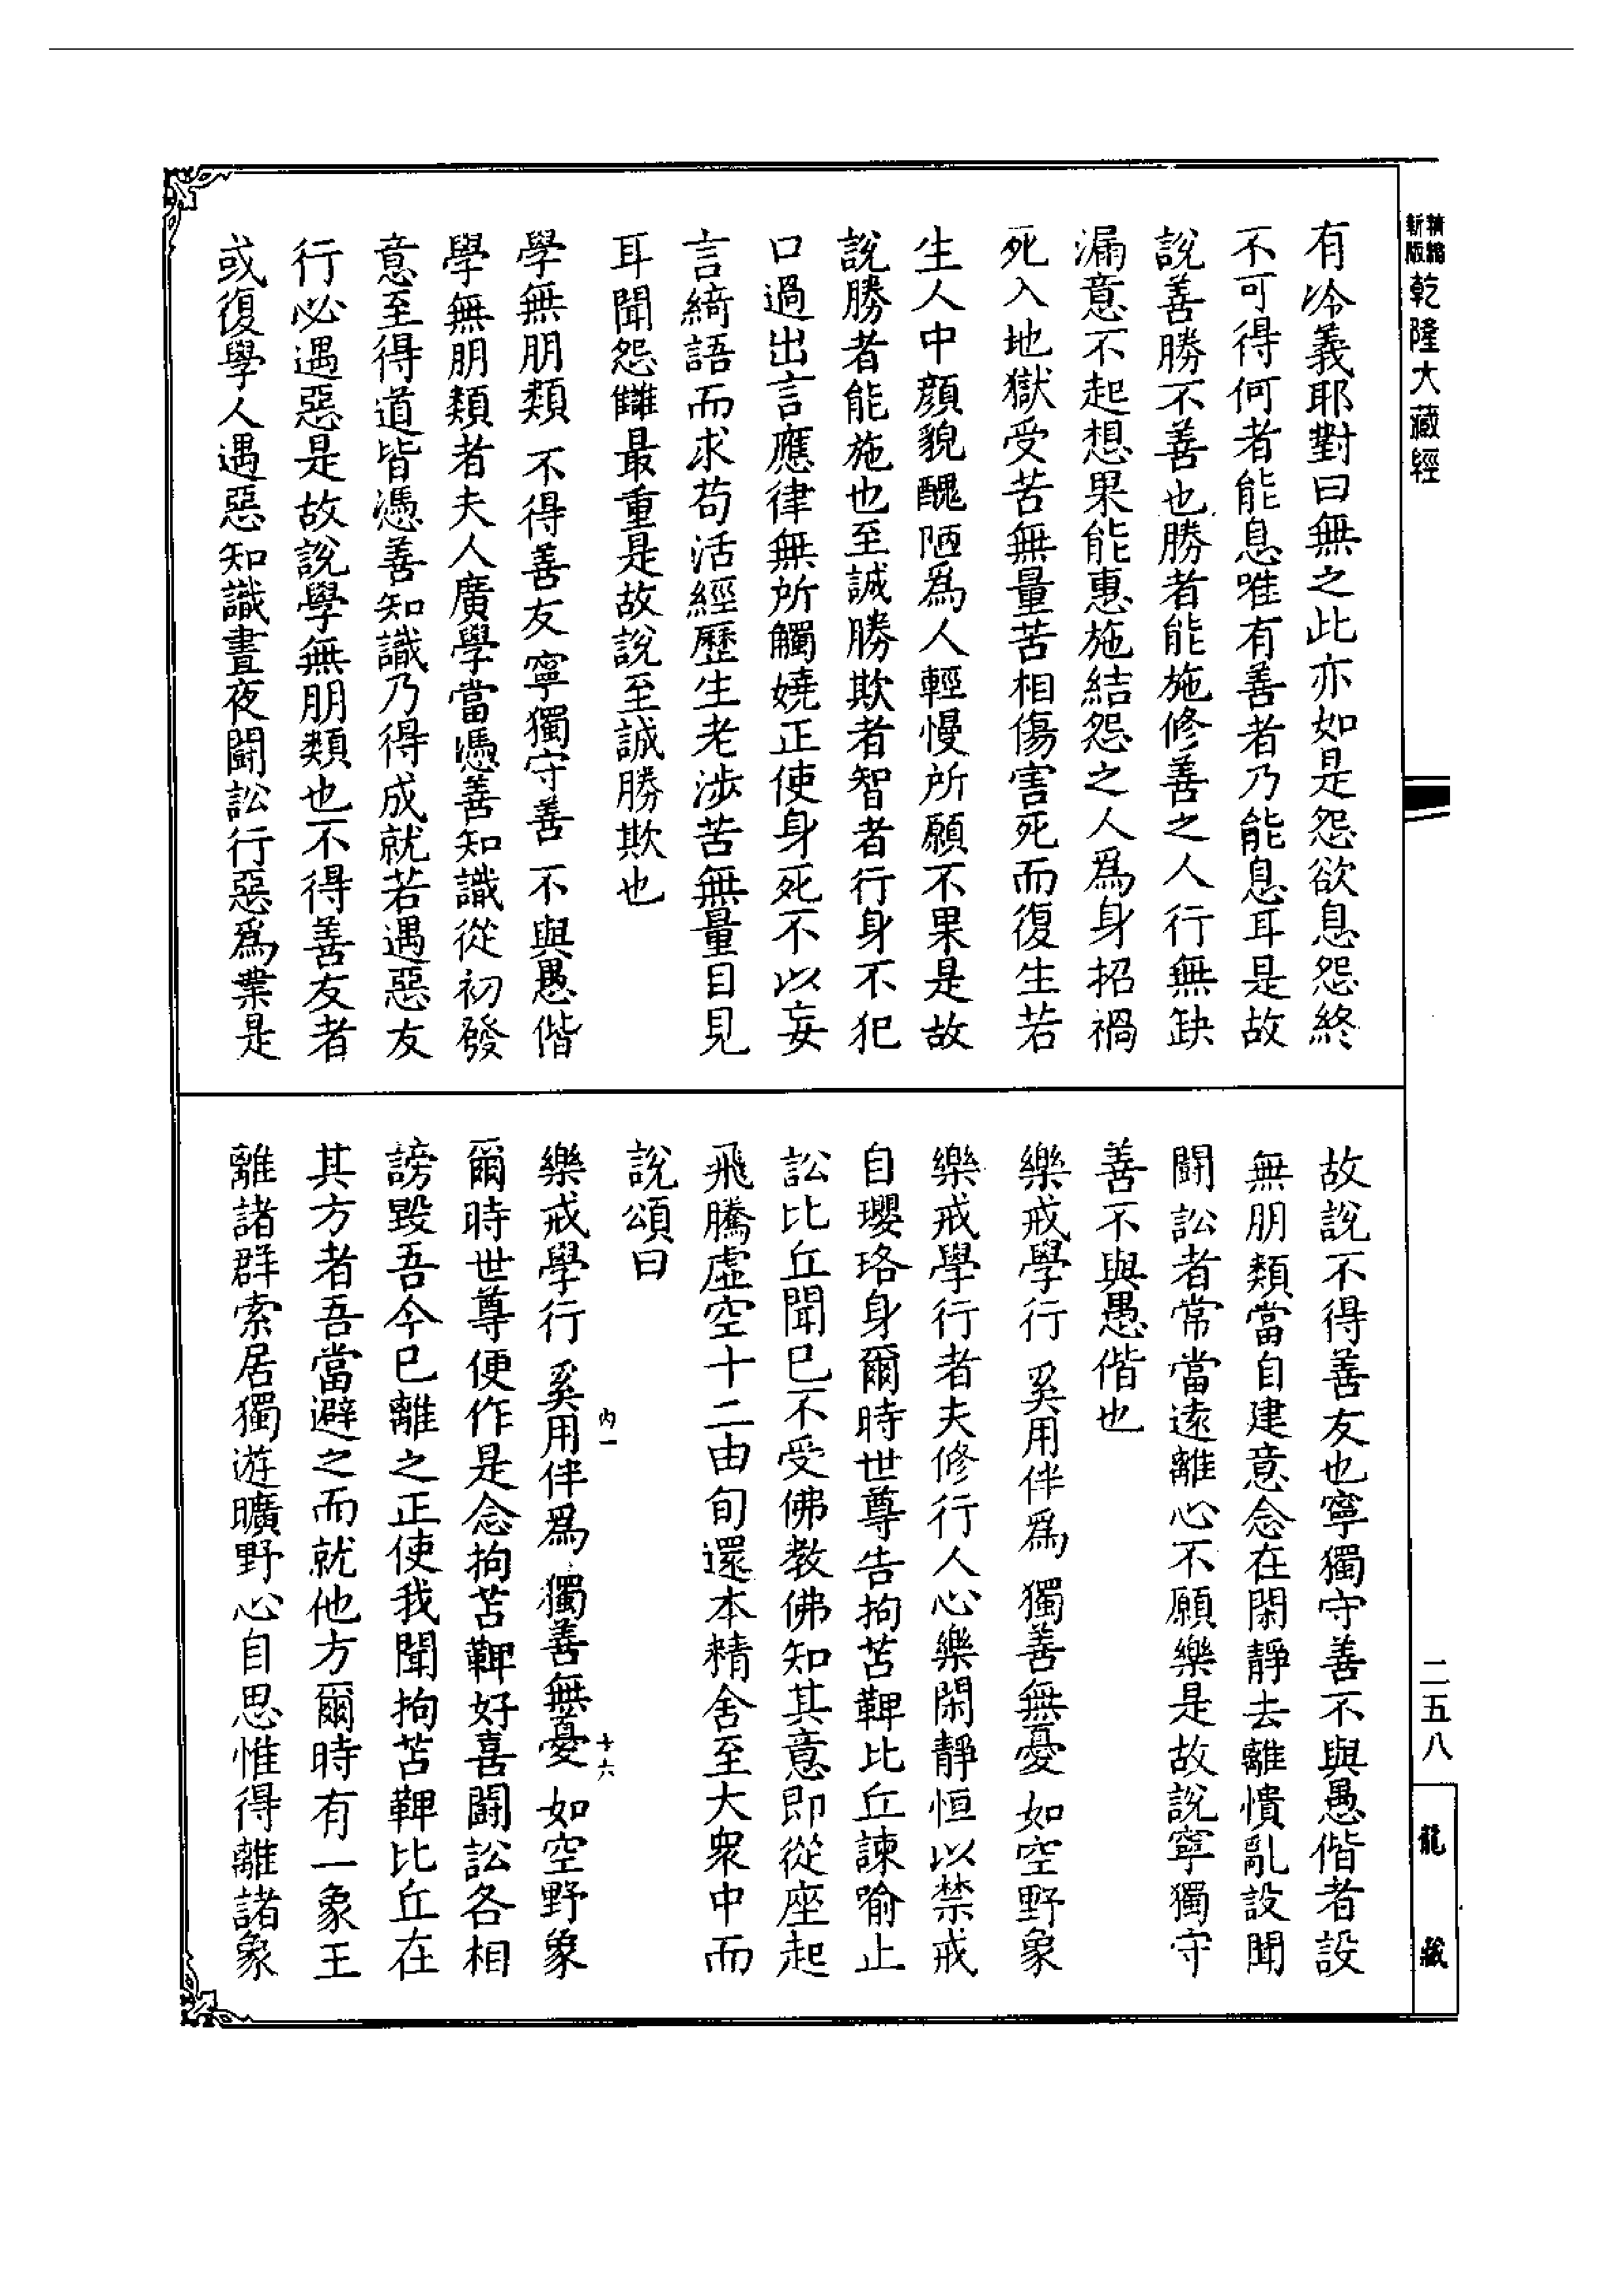 精縮
新版
乾隆大藏經
有冷義耶對曰無之此亦如是怨欲息怨終
不可得何者能息唯有善者乃能息耳是故
說善勝不善也勝者能施修善之人行無缺
漏意不起想果能惠施結怨之人為身招禍
死入地獄受苦無量苦相傷害死而復生若
生人中顏貌醜陋為人輕慢所願不果是故
說勝者能施也至誠勝欺者智者行身不犯
口過出言應律無所觸嬈正使身死不以妄
言綺語而求苟活經歷生老涉苦無量目見
耳聞怨讎最重是故說至誠勝欺也
學無朋類 不得善友 寧獨守善 不與愚偕
學無朋類者夫人廣學當憑善知識從初發
意至得道皆憑善知識乃得成就若遇惡友
行必遇惡是故說學無朋類也不得善友者
或復學人遇惡知識晝夜鬪訟行惡為業是
故說不得善友也寧獨守善不與愚偕者設
無朋類當自建意念在閑靜去離憒亂設聞
鬪訟者常當遠離心不願樂是故說寧獨守
善不與愚偕也
樂戒學行 奚用伴為 獨善無憂 如空野象
樂戒學行者夫修行人心樂閑靜恒以禁戒
自瓔珞身爾時世尊告拘苫鞞比丘諫喻止
訟比丘聞已不受佛教佛知其意即從座起
飛騰虛空十二由旬還本精舍至大衆中而
說頌曰
內一
十六
樂戒學行 奚用伴為 獨善無憂 如空野象
爾時世尊便作是念拘苫鞞好喜鬪訟各相
謗毀吾今已離之正使我聞拘苫鞞比丘在
其方者吾當避之而就他方爾時有一象王
離諸群索居獨遊曠野心自思惟得離諸象
二五八
龍藏